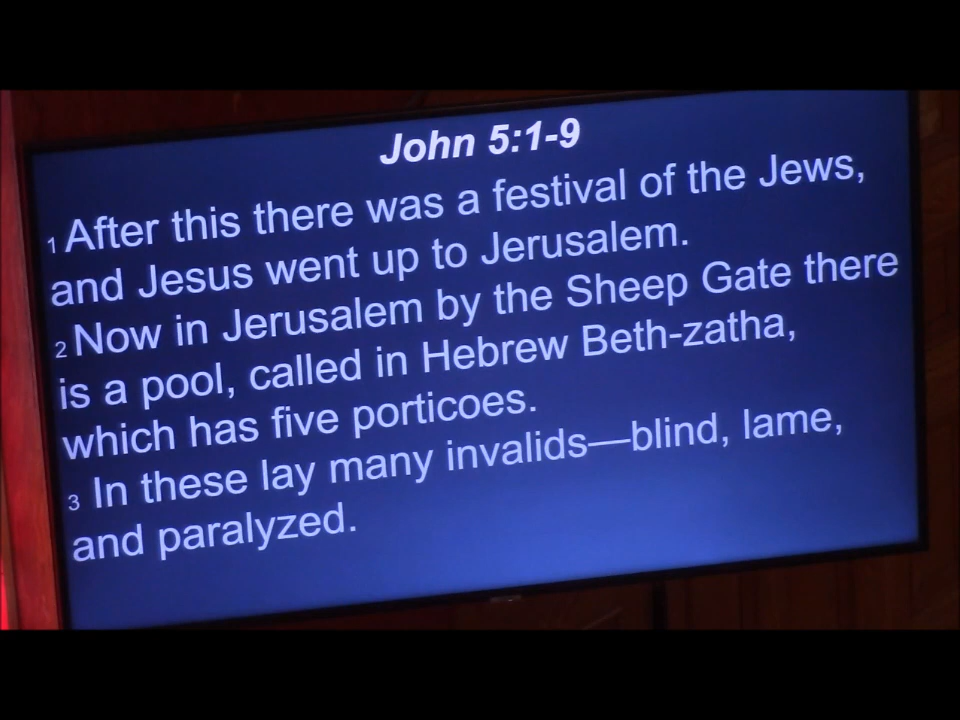 John 5:1-9
1 After this there was a festival of the Jews,
and Jesus went up to Jerusalem.
2 Now in Jerusalem by the Sheep Gate there
is a pool, called in Hebrew Beth-zatha,
which has five porticoes.
3 In these lay many invalids—blind, lame,
and paralyzed.